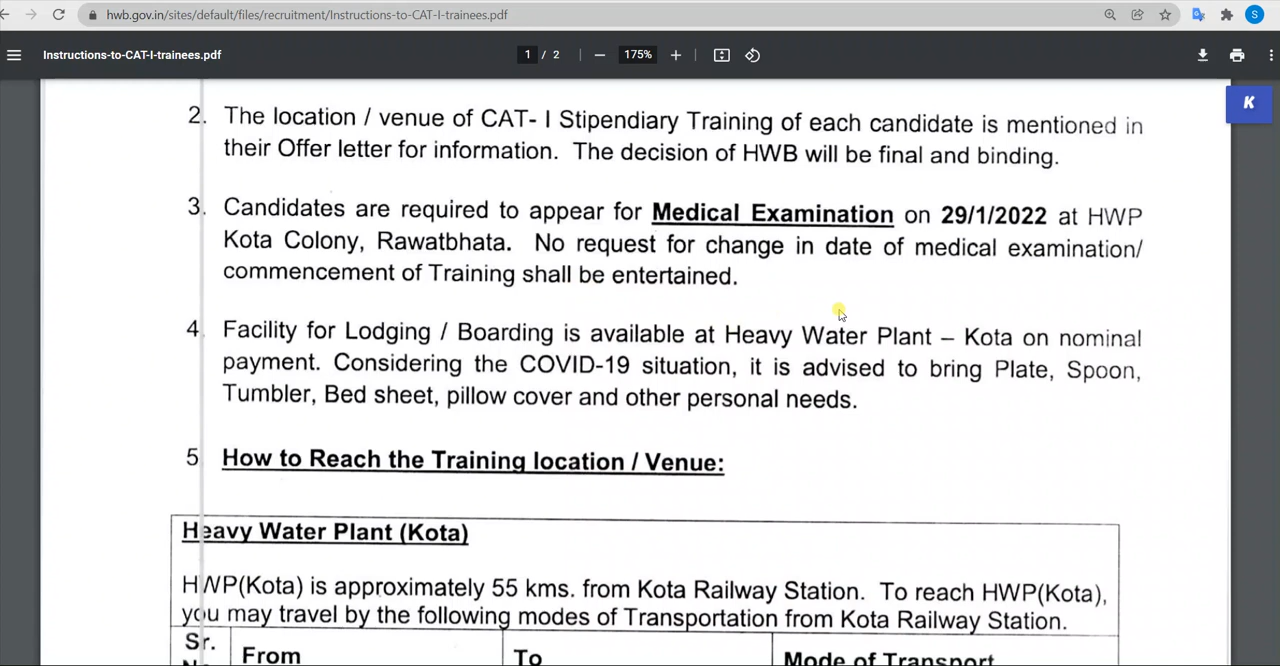 hwb.gov.in/sites/default/files/recruitment/Instructions-to-CAT-I-trainees.pdf
S
Instructions-to-CAT-I-trainees.pdf
1 / 2
175%
K
2. The location / venue of CAT- I Stipendiary Training of each candidate is mentioned in
their Offer letter for information. The decision of HWB will be final and binding.
3. Candidates are required to appear for Medical Examination on 29/1/2022 at HWP
Kota Colony, Rawatbhata. No request for change in date of medical examination/
commencement of Training shall be entertained.
4. Facility for Lodging / Boarding is available at Heavy Water Plant – Kota on nominal
payment. Considering the COVID-19 situation, it is advised to bring Plate, Spoon,
Tumbler, Bed sheet, pillow cover and other personal needs.
5 How to Reach the Training location / Venue:
Heavy Water Plant (Kota)
HWP(Kota) is approximately 55 kms. from Kota Railway Station. To reach HWP(Kota),
you may travel by the following modes of Transportation from Kota Railway Station.
Sr.
From To Mode of Transport